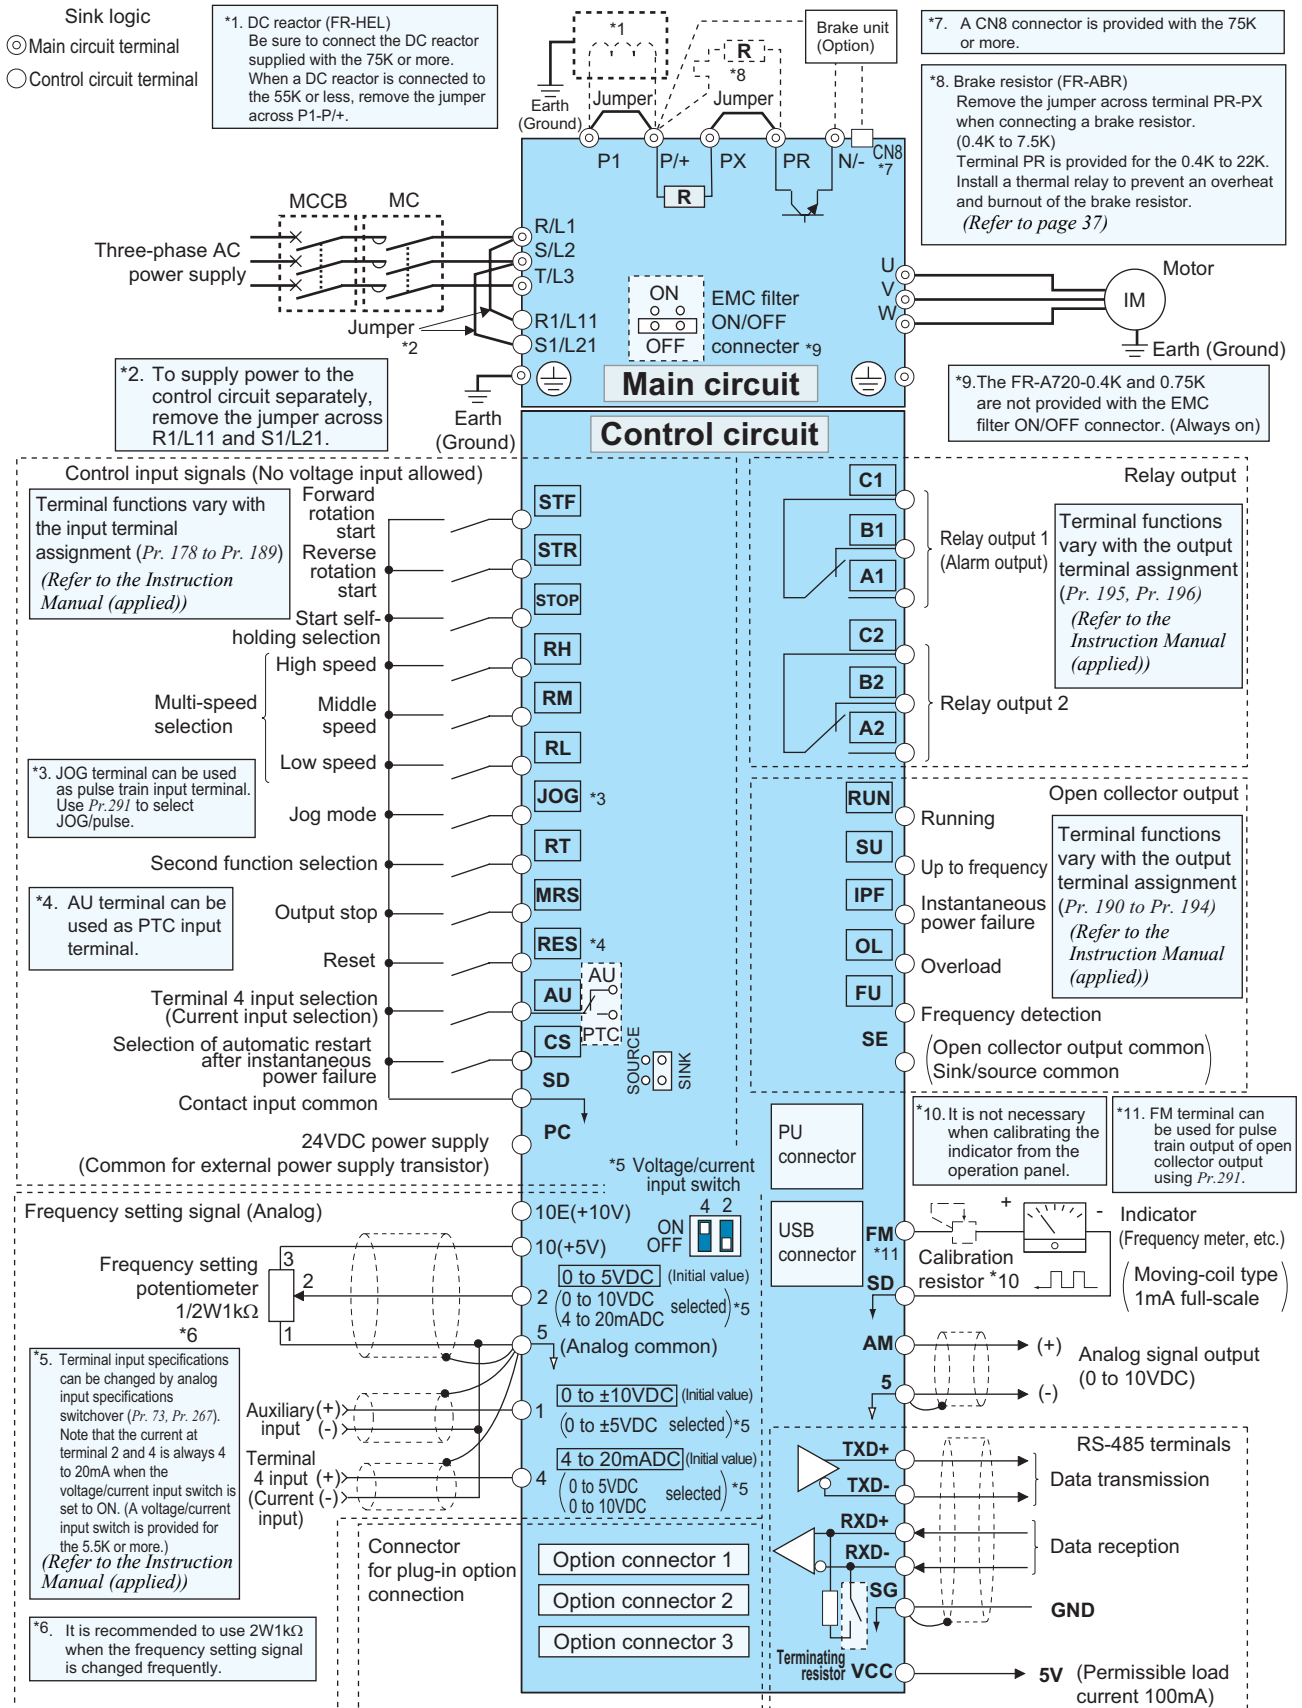 Sink logic
Main circuit terminal
Control circuit terminal
*1. DC reactor (FR-HEL)
Be sure to connect the DC reactor
supplied with the 75K or more.
When a DC reactor is connected to
the 55K or less, remove the jumper
across P1-P/+.
*1
Earth
(Ground)
Jumper
R
*8
Jumper
Brake unit
(Option)
*7. A CN8 connector is provided with the 75K
or more.
*8. Brake resistor (FR-ABR)
Remove the jumper across terminal PR-PX
when connecting a brake resistor.
(0.4K to 7.5K)
Terminal PR is provided for the 0.4K to 22K.
Install a thermal relay to prevent an overheat
and burnout of the brake resistor.
(Refer to page 37)
P1
P/+
PX
PR
N/-
CN8
*7
R
MCCB
MC
Three-phase AC
power supply
R/L1
S/L2
T/L3
R1/L11
S1/L21
Jumper
*2
ON
OFF
EMC filter
ON/OFF
connecter *9
U
V
W
Motor
IM
Earth (Ground)
*2. To supply power to the
control circuit separately,
remove the jumper across
R1/L11 and S1/L21.
Earth
(Ground)
Main circuit
*9.The FR-A720-0.4K and 0.75K
are not provided with the EMC
filter ON/OFF connector. (Always on)
Control circuit
Control input signals (No voltage input allowed)
Terminal functions vary with
the input terminal
assignment (Pr. 178 to Pr. 189)
(Refer to the Instruction
Manual (applied))
Forward
rotation
start
STF
Reverse
rotation
start
STR
Start self-
holding selection
STOP
Multi-speed
selection
High speed
RH
Middle
speed
RM
Low speed
RL
*3. JOG terminal can be used
as pulse train input terminal.
Use Pr.291 to select
JOG/pulse.
Jog mode
JOG *3
Second function selection
RT
*4. AU terminal can be
used as PTC input
terminal.
Output stop
MRS
Reset
RES *4
Terminal 4 input selection
(Current input selection)
AU
AU
PTC
Selection of automatic restart
after instantaneous
power failure
CS
SOURCE
SINK
Contact input common
SD
24VDC power supply
(Common for external power supply transistor)
PC
Relay output
C1
B1
A1
Relay output 1
(Alarm output)
Terminal functions
vary with the output
terminal assignment
(Pr. 195, Pr. 196)
(Refer to the
Instruction Manual
(applied))
C2
B2
A2
Relay output 2
Open collector output
RUN
Running
SU
Up to frequency
IPF
Instantaneous
power failure
OL
Overload
FU
Frequency detection
SE
Open collector output common
Sink/source common
Terminal functions
vary with the output
terminal assignment
(Pr. 190 to Pr. 194)
(Refer to the
Instruction Manual
(applied))
PU
connector
USB
connector
*10. It is not necessary
when calibrating the
indicator from the
operation panel.
*11. FM terminal can
be used for pulse
train output of open
collector output
using Pr.291.
*5 Voltage/current
input switch
4 2
ON
OFF
Frequency setting signal (Analog)
10E(+10V)
10(+5V)
Frequency setting
potentiometer
1/2W1kΩ
*6
3
2
1
2
0 to 5VDC (Initial value)
0 to 10VDC
4 to 20mADC
selected *5
5
(Analog common)
*5. Terminal input specifications
can be changed by analog
input specifications
switchover (Pr. 73, Pr. 267).
Note that the current at
terminal 2 and 4 is always 4
to 20mA when the
voltage/current input switch is
set to ON. (A voltage/current
input switch is provided for
the 5.5K or more.)
(Refer to the Instruction
Manual (applied))
Auxiliary (+)
input (-)
1
0 to ±10VDC (Initial value)
(0 to ±5VDC selected) *5
Terminal
4 input (+)
(Current (-)
input)
4
4 to 20mADC (Initial value)
0 to 5VDC
0 to 10VDC
selected *5
*6. It is recommended to use 2W1kΩ
when the frequency setting signal
is changed frequently.
Connector
for plug-in option
connection
Option connector 1
Option connector 2
Option connector 3
FM
*11
SD
+
-
Calibration
resistor *10
Indicator
(Frequency meter, etc.)
Moving-coil type
1mA full-scale
AM
5
(+)
(-)
Analog signal output
(0 to 10VDC)
RS-485 terminals
TXD+
TXD-
Data transmission
RXD+
RXD-
Data reception
SG
GND
Terminating
resistor
VCC
5V (Permissible load
current 100mA)